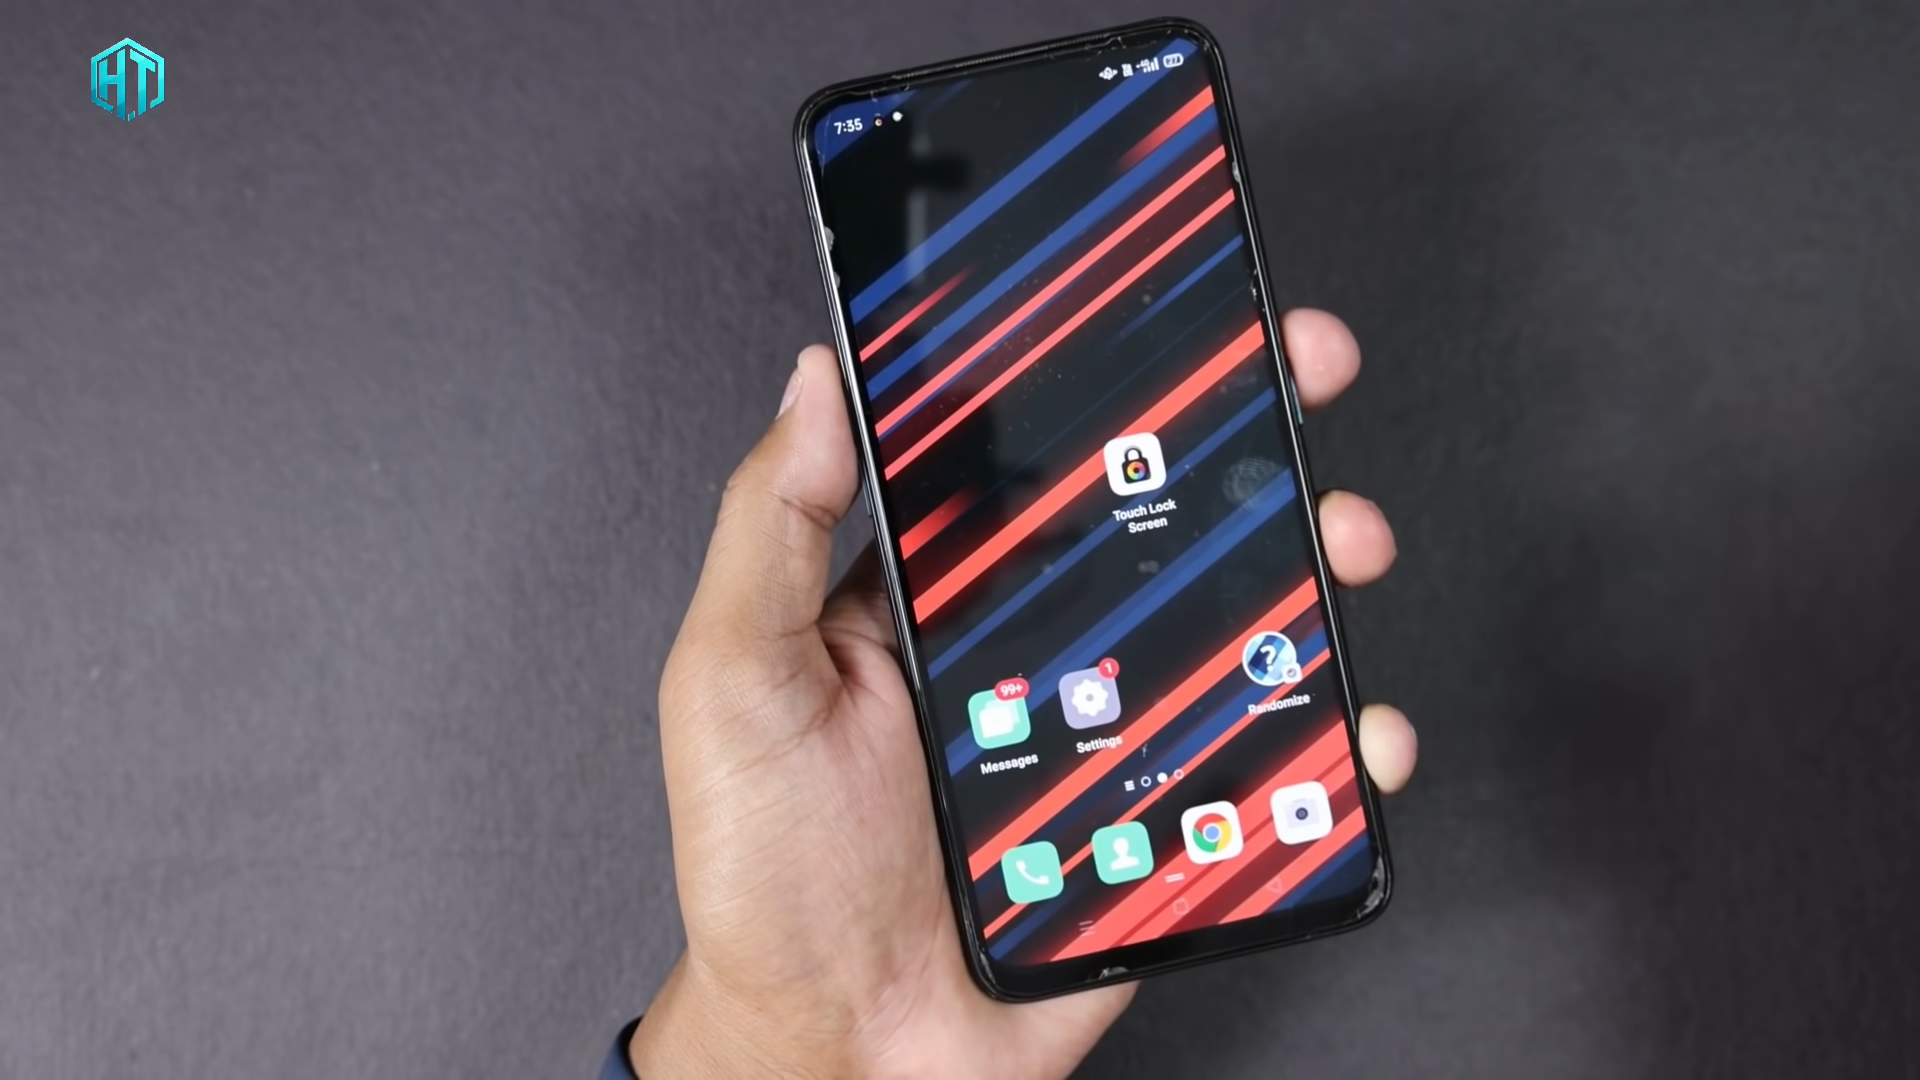 HT
7:35
Touch Lock
Screen
?
Randomize
99+
1
Messages
Settings